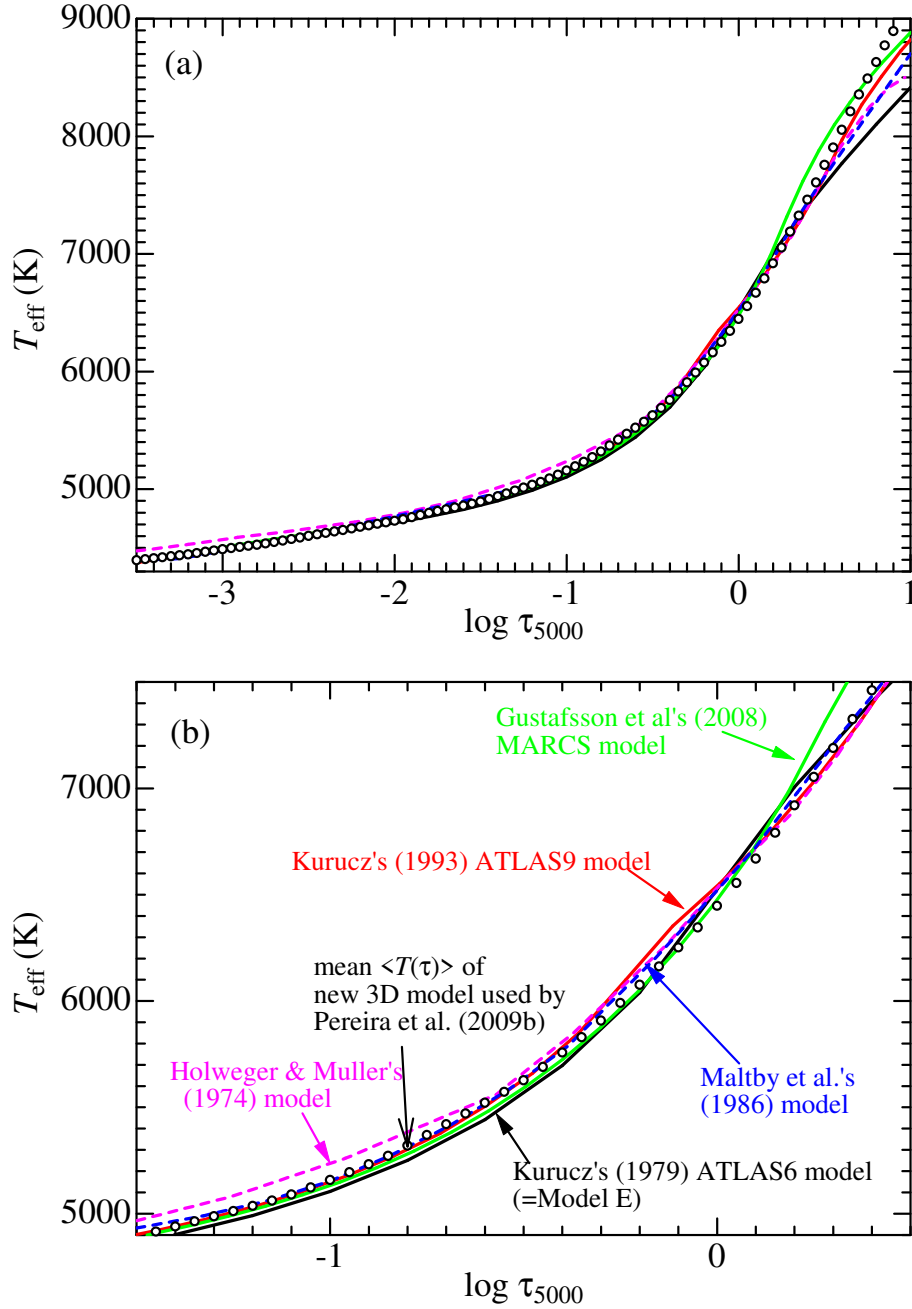 9000
(a)
8000
7000
6000
5000
T_eff (K)
-3
-2
-1
0
1
log τ_5000
(b)
Gustafsson et al's (2008)
MARCS model
7000
Kurucz's (1993) ATLAS9 model
mean <T(τ)> of
new 3D model used by
Pereira et al. (2009b)
6000
T_eff (K)
Holweger & Muller's
(1974) model
Maltby et al.'s
(1986) model
Kurucz's (1979) ATLAS6 model
(=Model E)
5000
-1
0
log τ_5000